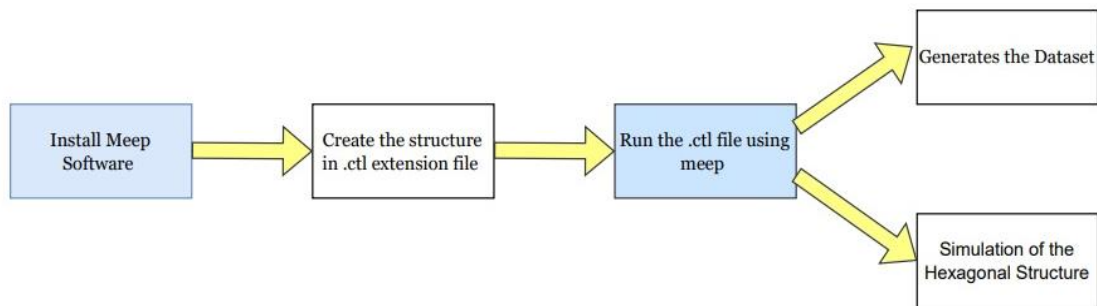 Install Meep
Software
Create the structure
in .ctl extension file
Run the .ctl file using
meep
Generates the Dataset
Simulation of the
Hexagonal Structure